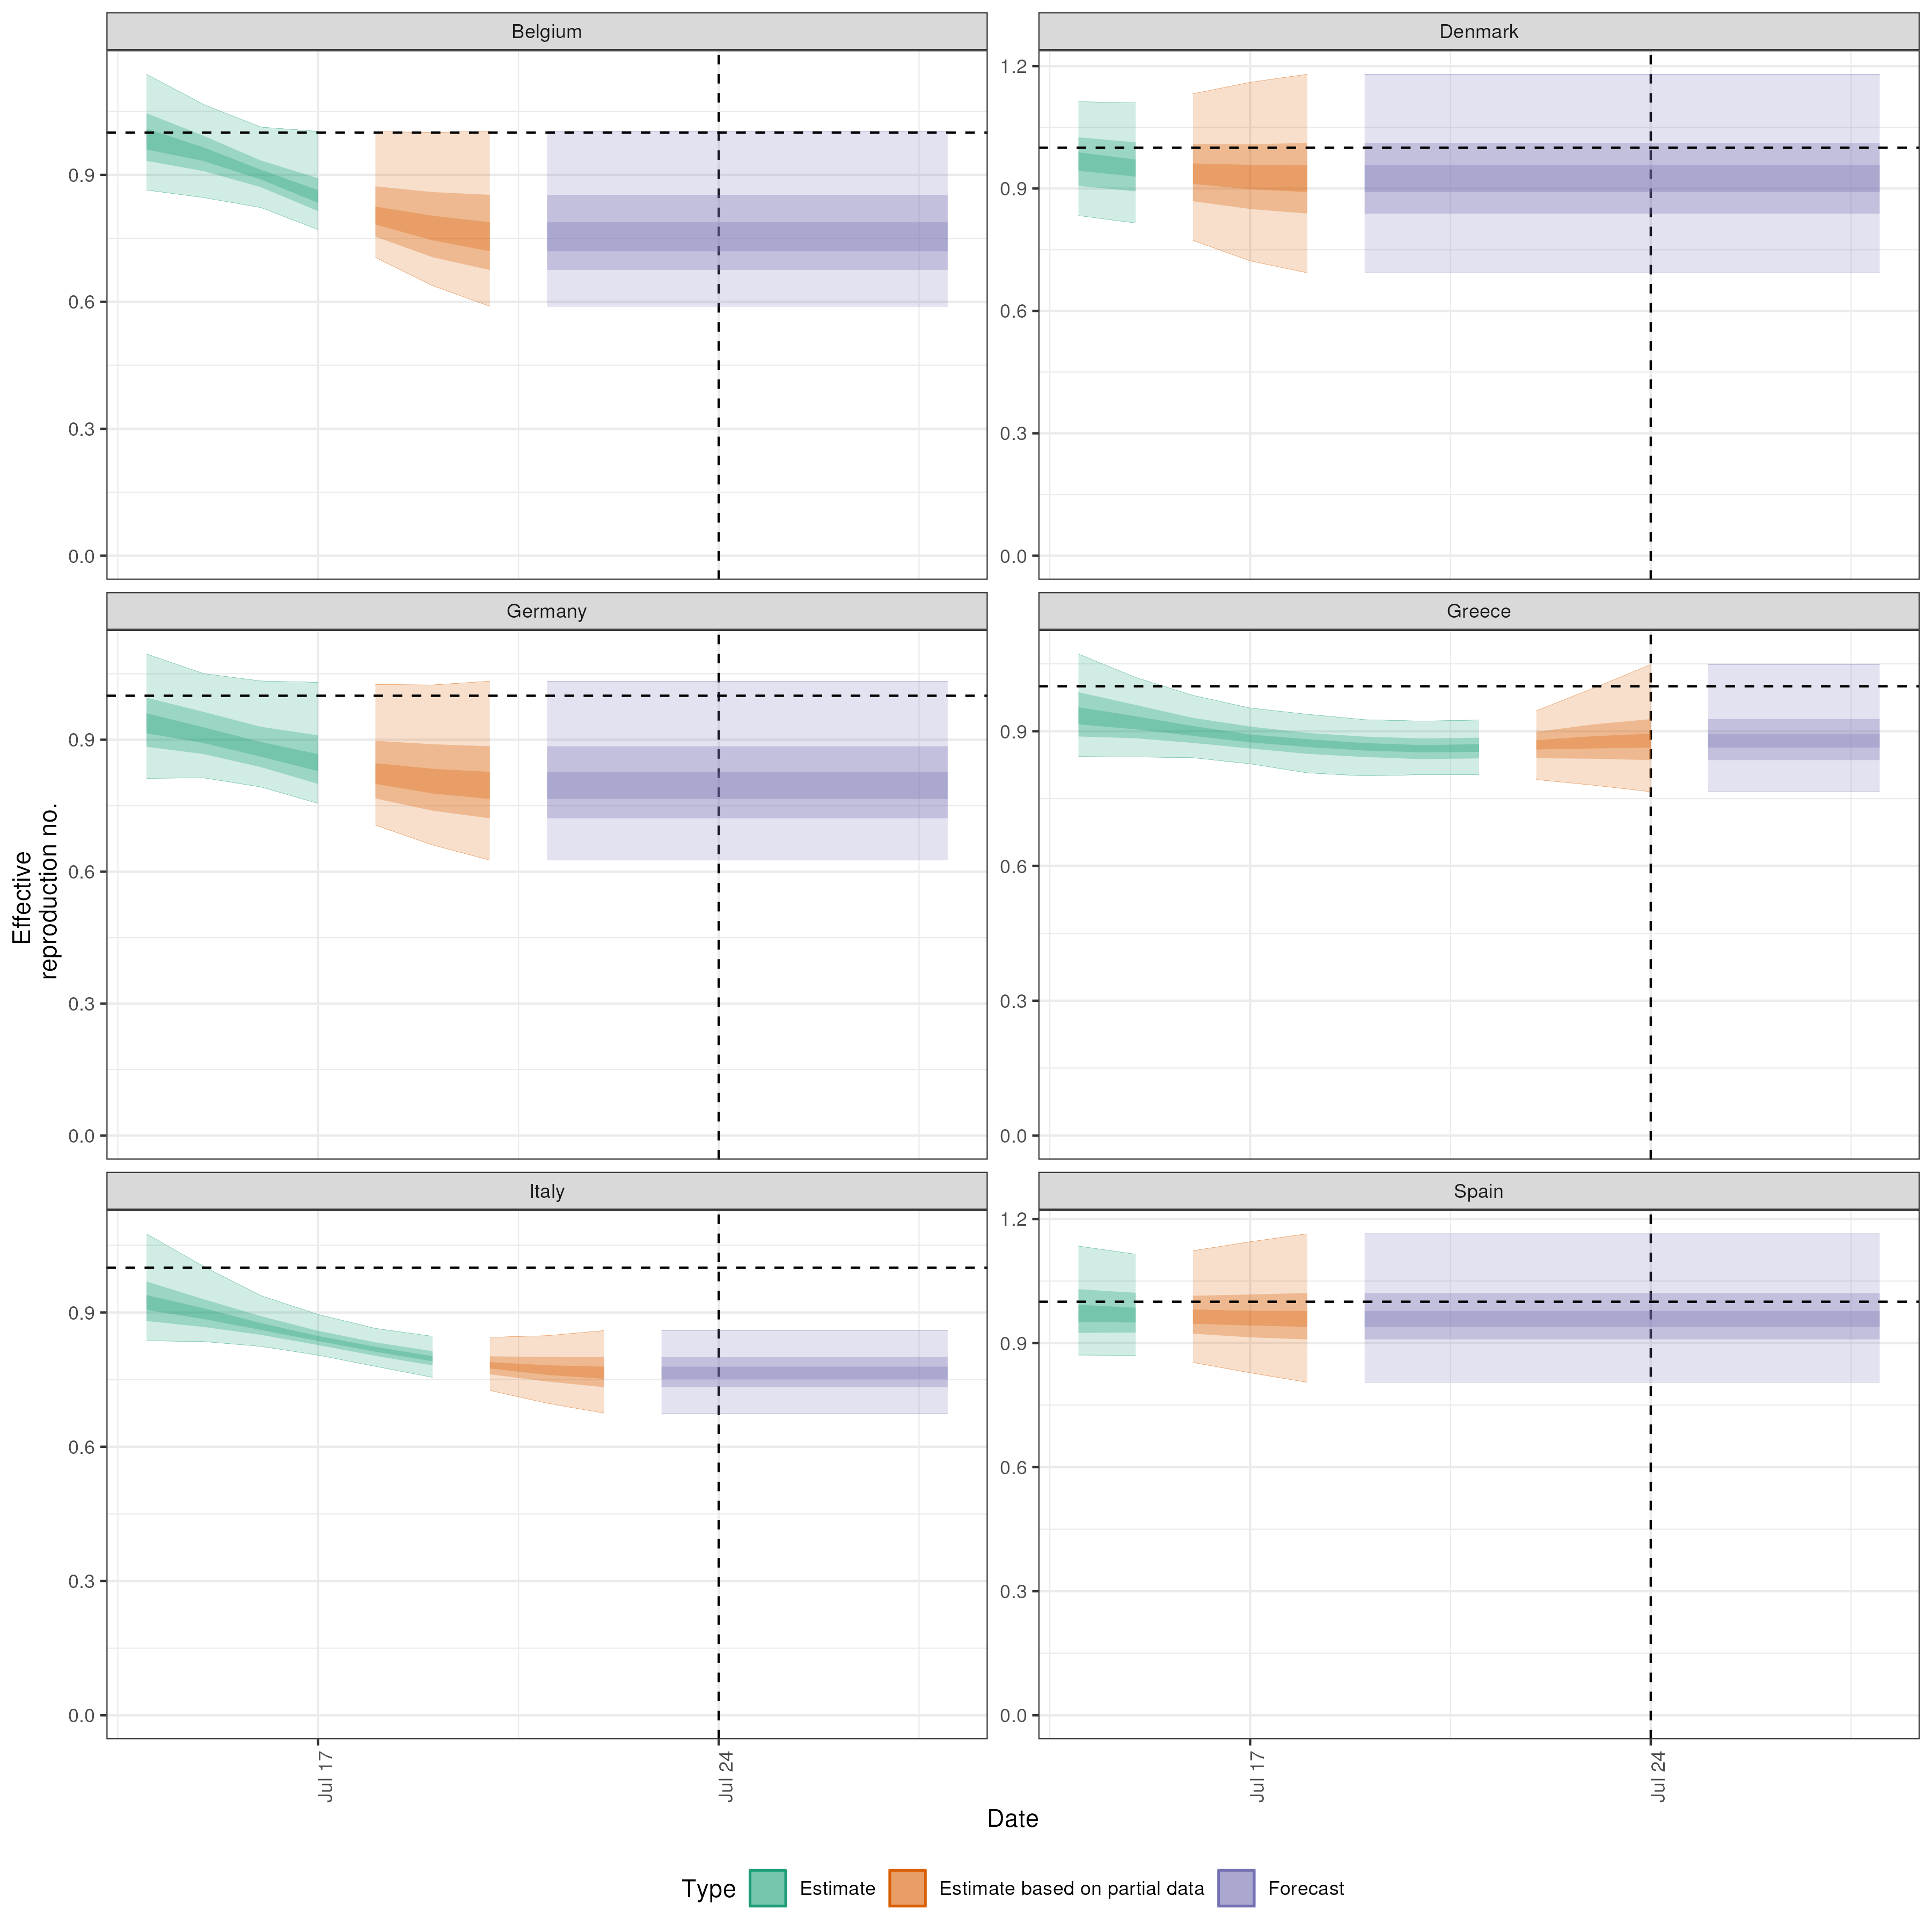 Belgium
Denmark
0.9
0.6
0.3
0.0
1.2
0.9
0.6
0.3
0.0
Germany
Greece
0.9
0.6
0.3
0.0
0.9
0.6
0.3
0.0
Effective
reproduction no.
Italy
Spain
0.9
0.6
0.3
0.0
1.2
0.9
0.6
0.3
0.0
Jul 17
Jul 24
Jul 17
Jul 24
Date
Type
Estimate
Estimate based on partial data
Forecast